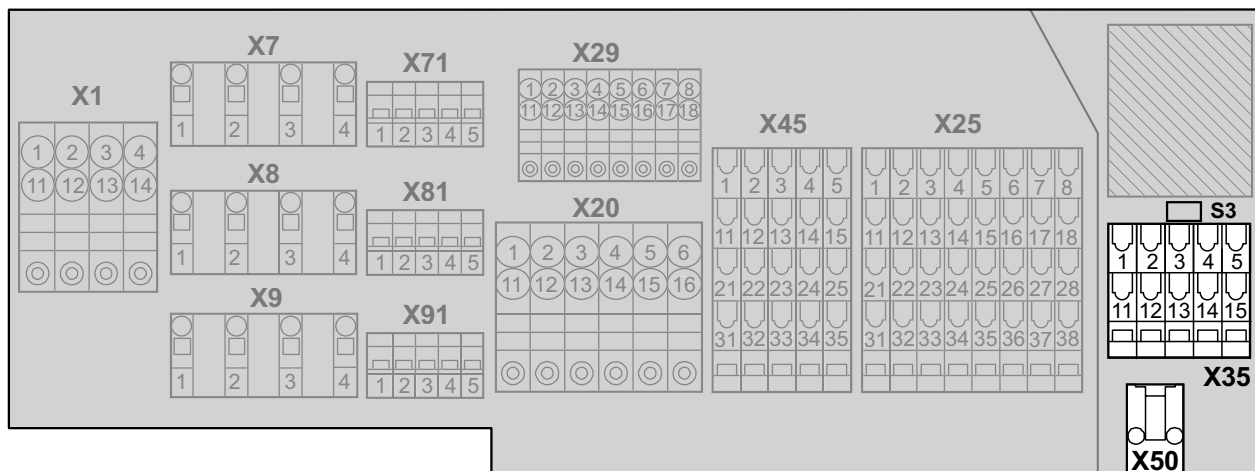 X1
1 2 3 4
11 12 13 14
X7
1 2 3 4
X8
1 2 3 4
X9
1 2 3 4
X71
1 2 3 4 5
X81
1 2 3 4 5
X91
1 2 3 4 5
X29
1 2 3 4 5 6 7 8
11 12 13 14 15 16 17 18
X20
1 2 3 4 5 6
11 12 13 14 15 16
X45
1 2 3 4 5
11 12 13 14 15
21 22 23 24 25
31 32 33 34 35
X25
1 2 3 4 5 6 7 8
11 12 13 14 15 16 17 18
21 22 23 24 25 26 27 28
31 32 33 34 35 36 37 38
S3
1 2 3 4 5
11 12 13 14 15
X35
X50